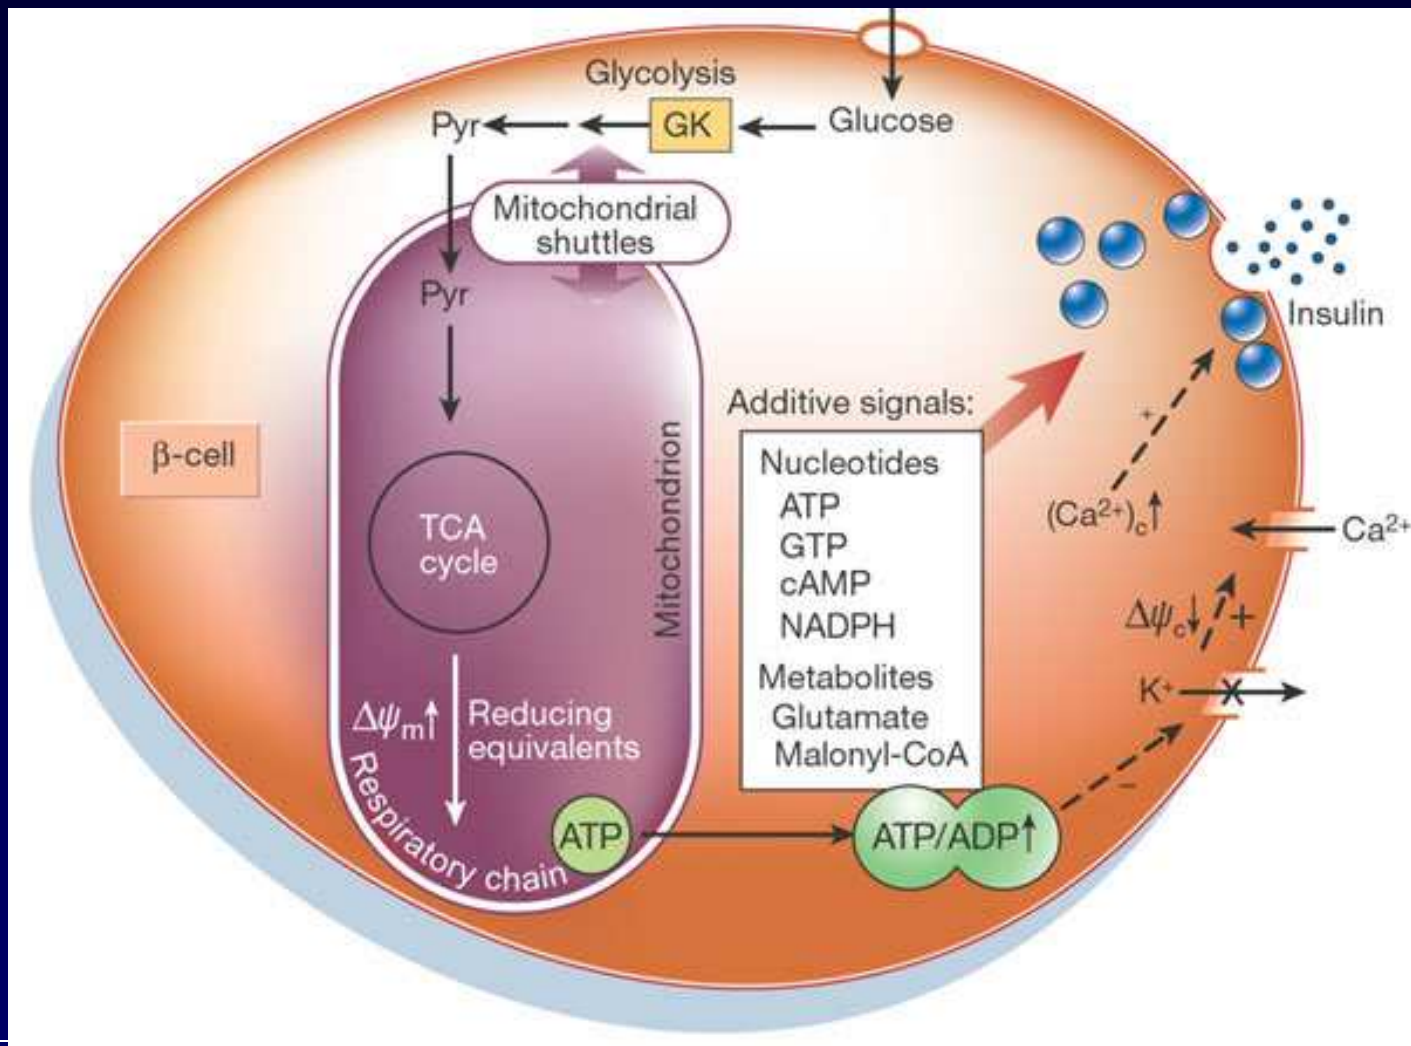 Glycolysis
Pyr
GK
Glucose
Mitochondrial
shuttles
Pyr
Insulin
Additive signals:
β-cell
Nucleotides
ATP
GTP
cAMP
NADPH
Metabolites
Glutamate
Malonyl-CoA
Mitochondrion
TCA
cycle
(Ca²⁺)c↑
+
Ca²⁺
Δψc↓
+
K⁺
X
Δψm↑
Reducing
equivalents
Respiratory chain
ATP
ATP/ADP↑
−